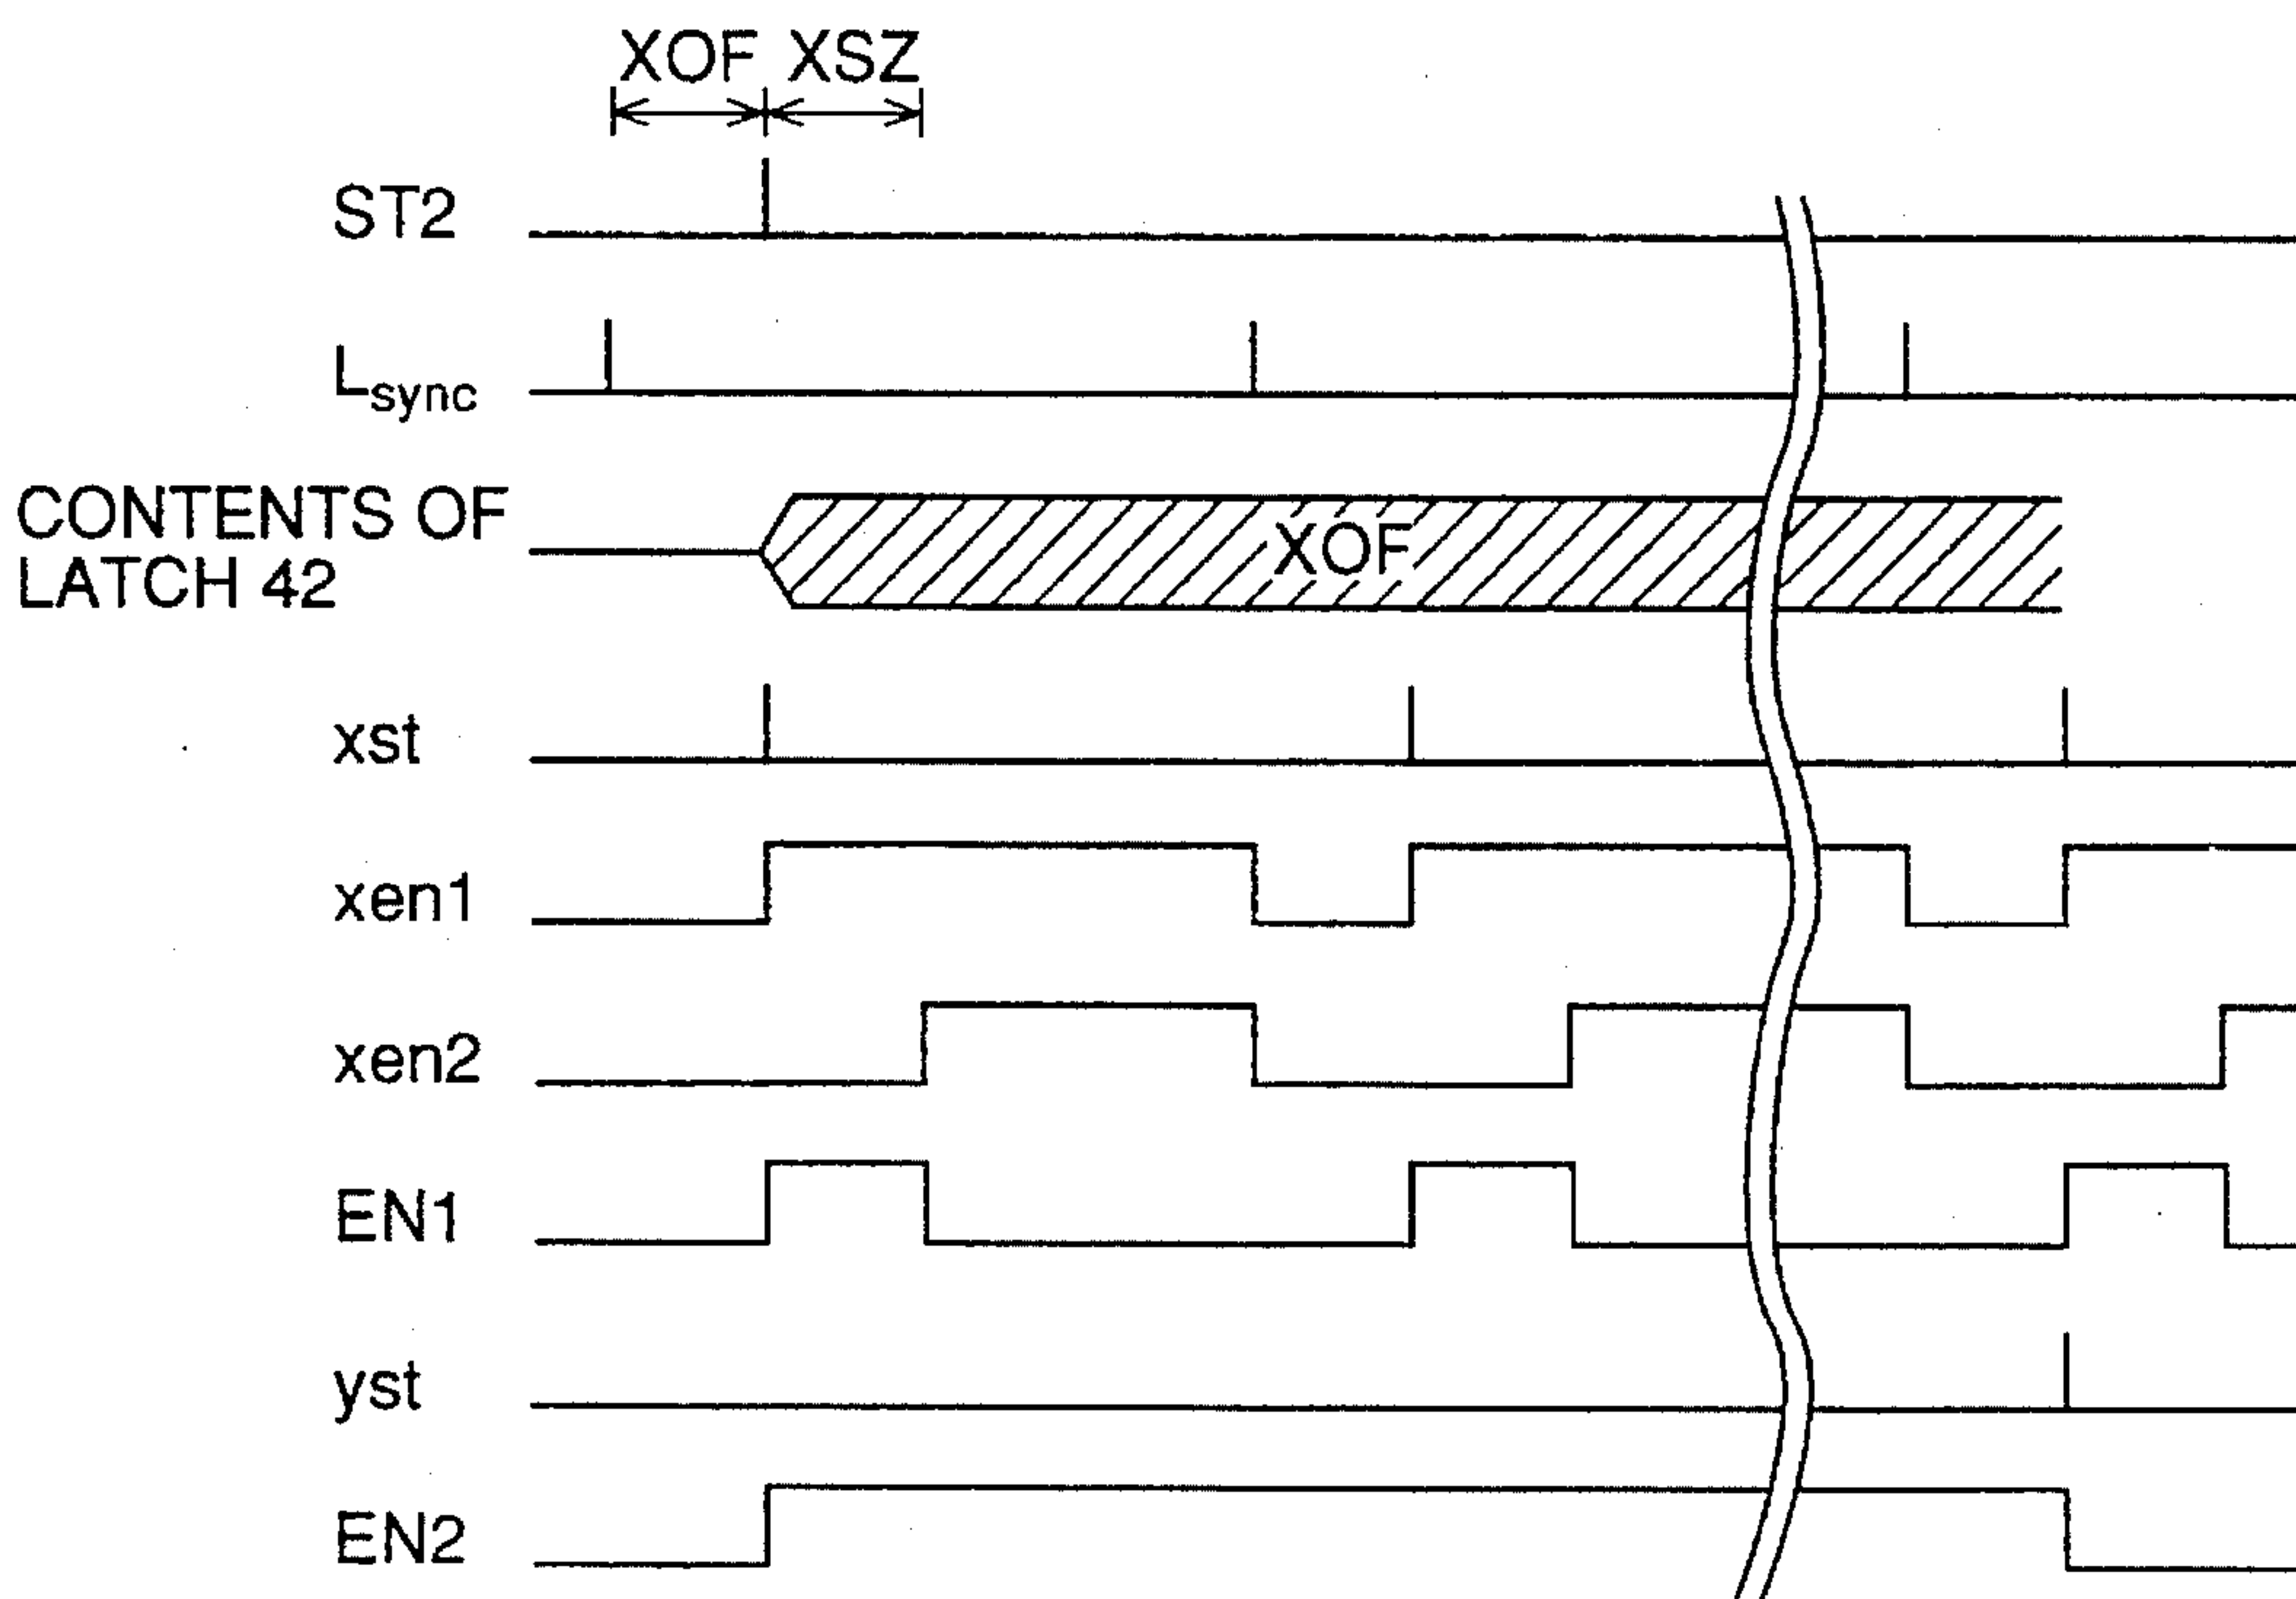 XOF XSZ
ST2
Lsync
CONTENTS OF
LATCH 42
XOF
xst
xen1
xen2
EN1
yst
EN2